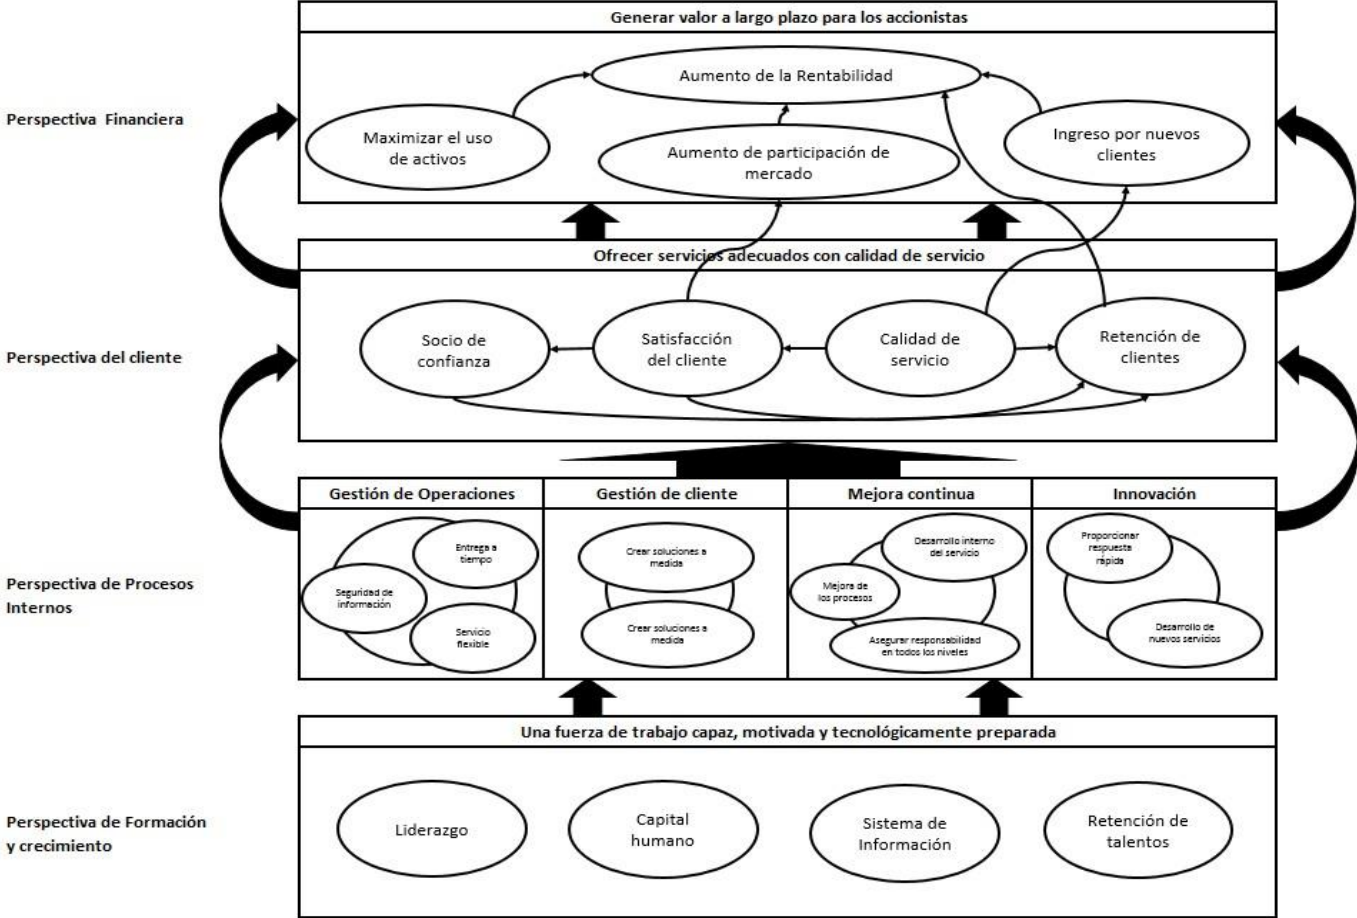 Generar valor a largo plazo para los accionistas
Perspectiva Financiera
Aumento de la Rentabilidad
Maximizar el uso
de activos
Aumento de participación de
mercado
Ingreso por nuevos
clientes
Ofrecer servicios adecuados con calidad de servicio
Perspectiva del cliente
Socio de
confianza
Satisfacción
del cliente
Calidad de
servicio
Retención de
clientes
Gestión de Operaciones
Gestión de cliente
Mejora continua
Innovación
Perspectiva de Procesos
Internos
Entrega a
tiempo
Seguridad de
información
Servicio
flexible
Crear soluciones a
medida
Crear soluciones a
medida
Desarrollo interno
del servicio
Mejora de
los procesos
Asegurar responsabilidad
en todos los niveles
Proporcionar
respuesta
rápida
Desarrollo de
nuevos servicios
Una fuerza de trabajo capaz, motivada y tecnológicamente preparada
Perspectiva de Formación
y crecimiento
Liderazgo
Capital
humano
Sistema de
Información
Retención de
talentos